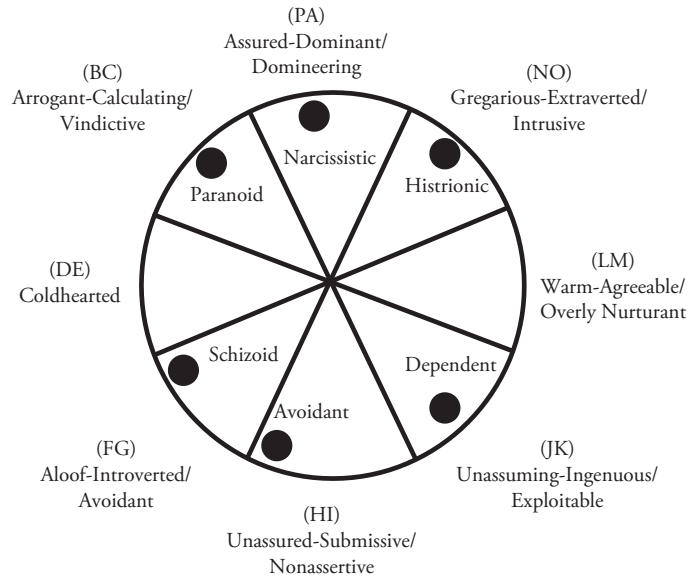 (PA)
Assured-Dominant/
Domineering
(BC)
Arrogant-Calculating/
Vindictive
(NO)
Gregarious-Extraverted/
Intrusive
Narcissistic
Histrionic
Paranoid
(DE)
Coldhearted
(LM)
Warm-Agreeable/
Overly Nurturant
Schizoid
Dependent
Avoidant
(FG)
Aloof-Introverted/
Avoidant
(JK)
Unassuming-Ingenuous/
Exploitable
(HI)
Unassured-Submissive/
Nonassertive